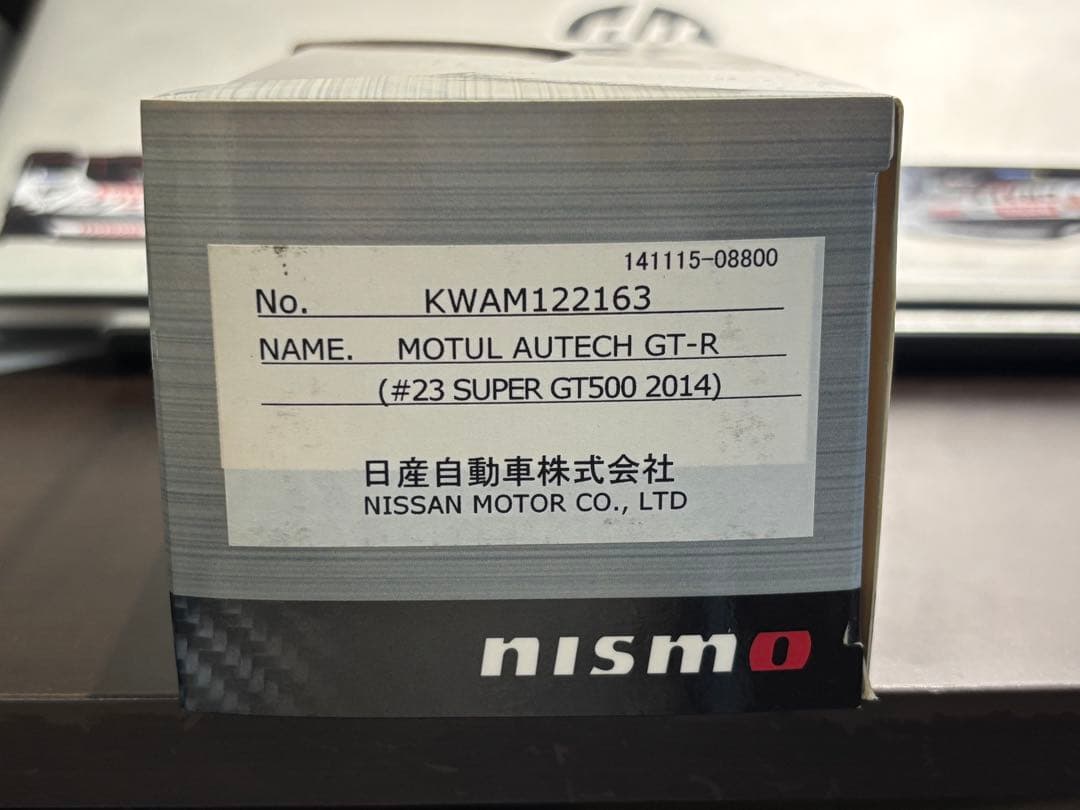 141115-08800
No. KWAM122163
NAME. MOTUL AUTECH GT-R
(#23 SUPER GT500 2014)
日産自動車株式会社
NISSAN MOTOR CO., LTD
nismo